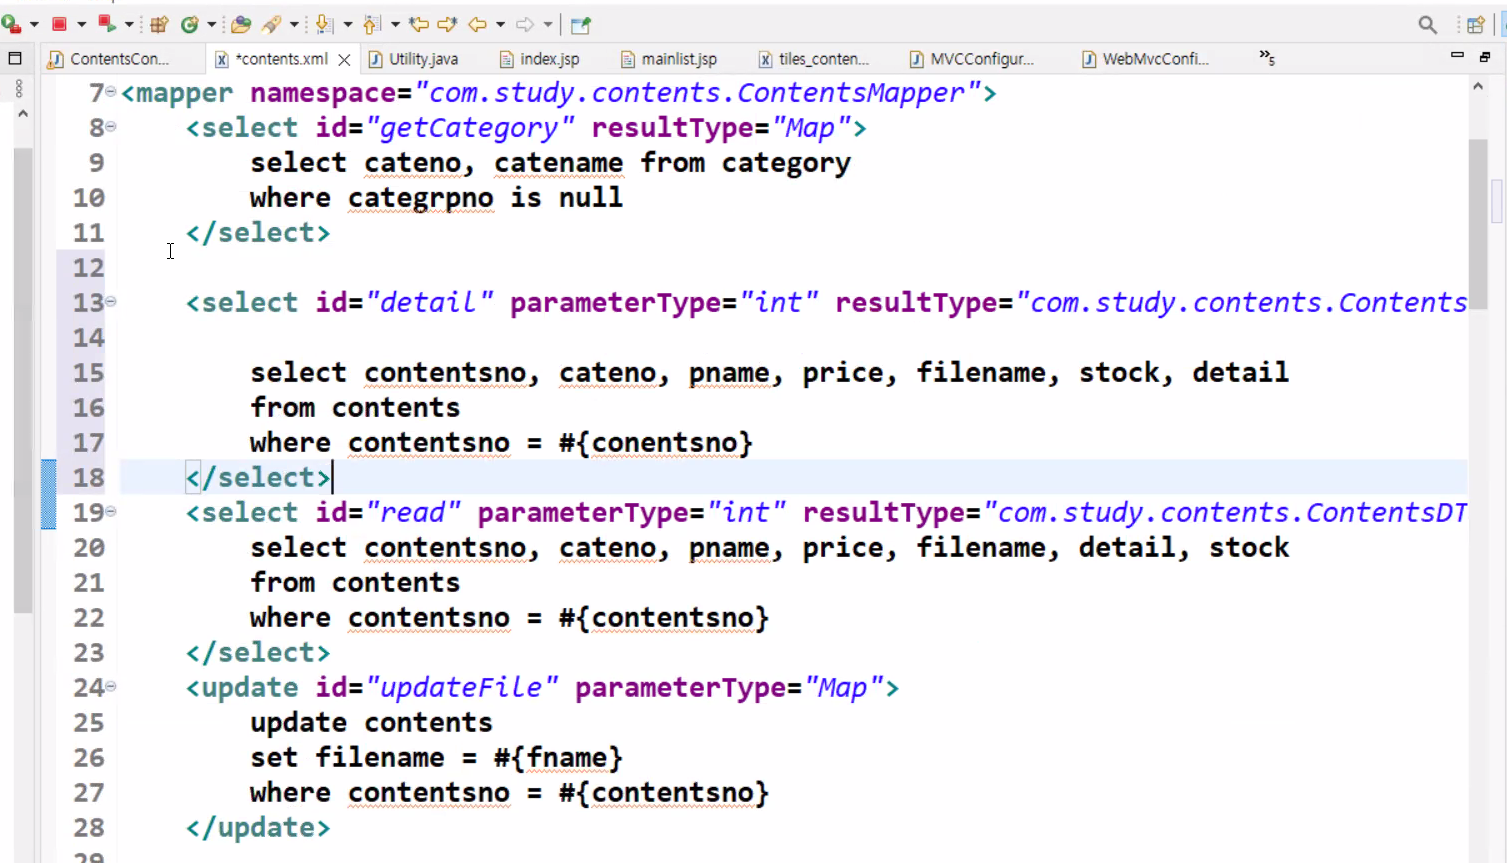 ContentsCon... *contents.xml Utility.java index.jsp mainlist.jsp tiles_conten... MVCConfigur... WebMvcConfi... »5
7 <mapper namespace="com.study.contents.ContentsMapper">
8 <select id="getCategory" resultType="Map">
9 select cateno, catename from category
10 where categrpno is null
11 </select>
12
13 <select id="detail" parameterType="int" resultType="com.study.contents.Contents
14
15 select contentsno, cateno, pname, price, filename, stock, detail
16 from contents
17 where contentsno = #{conentsno}
18 </select>
19 <select id="read" parameterType="int" resultType="com.study.contents.ContentsDT
20 select contentsno, cateno, pname, price, filename, detail, stock
21 from contents
22 where contentsno = #{contentsno}
23 </select>
24 <update id="updateFile" parameterType="Map">
25 update contents
26 set filename = #{fname}
27 where contentsno = #{contentsno}
28 </update>
29